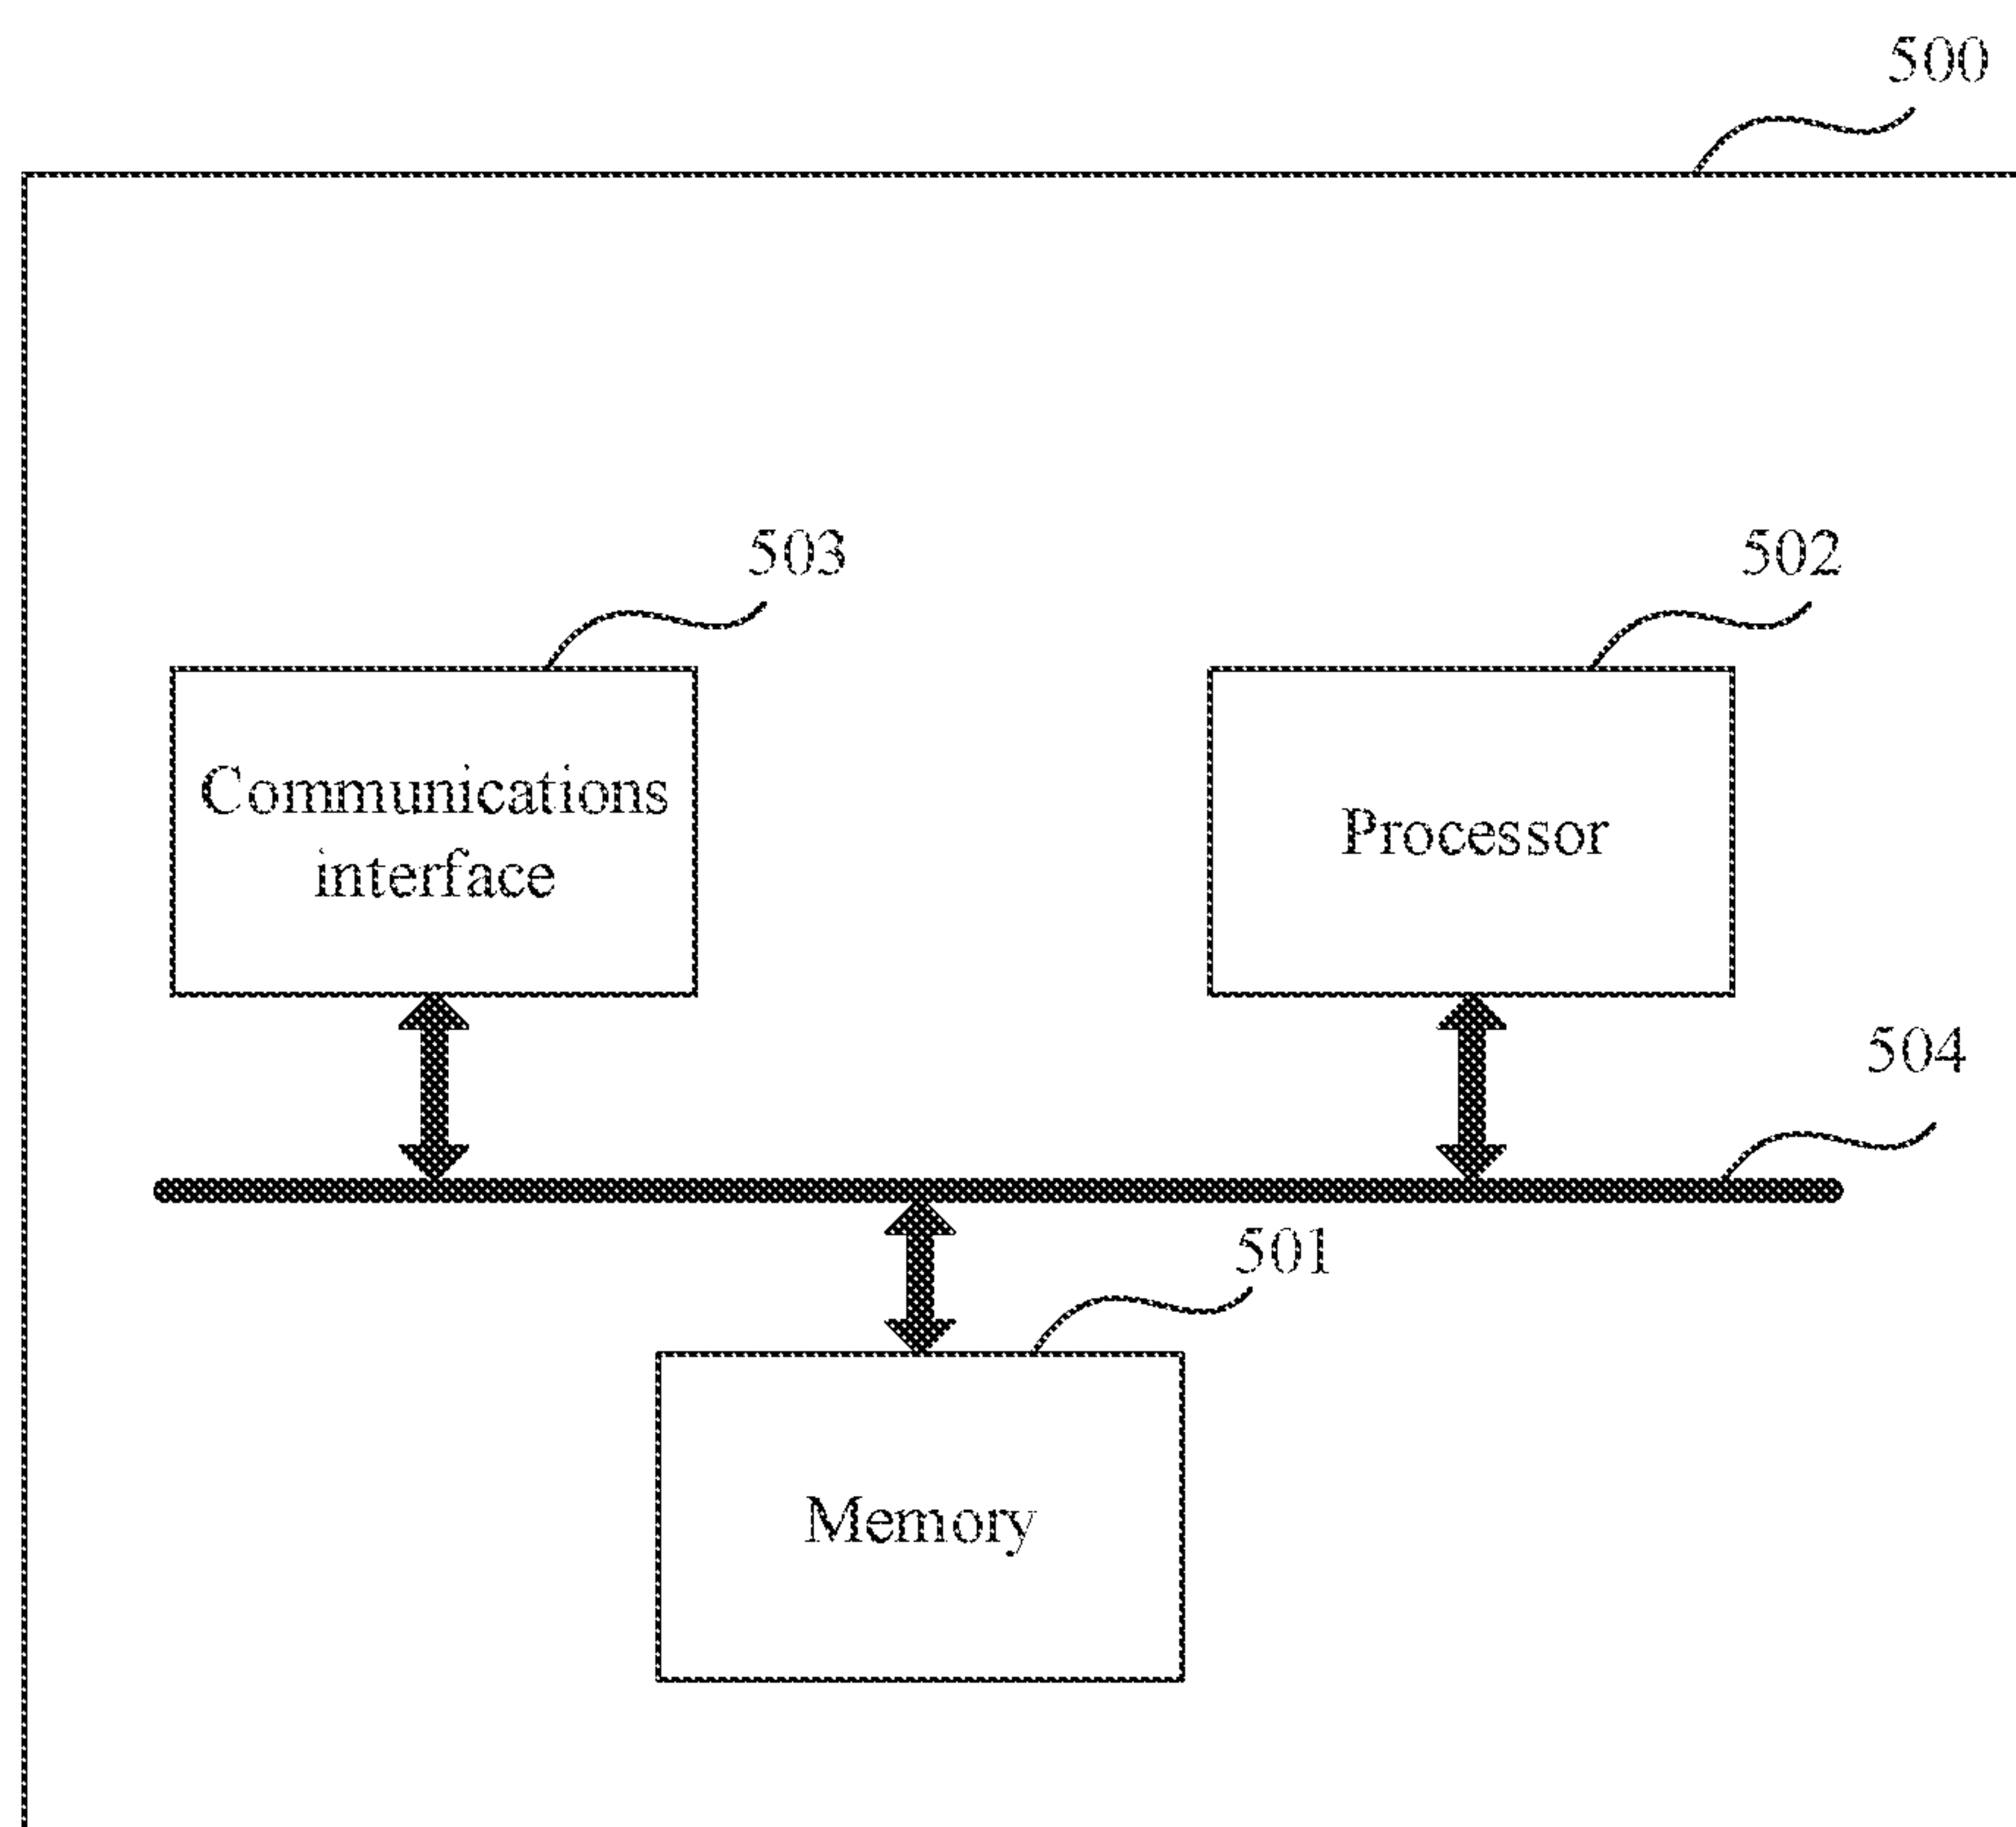 500
503
502
Communications
interface
Processor
504
501
Memory